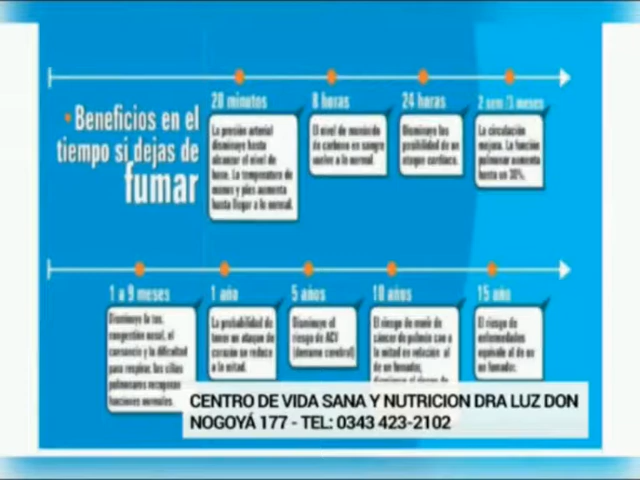 • Beneficios en el
tiempo si dejas de
fumar
20 minutos
La presión arterial
disminuye hasta
alcanzar el nivel de
base. La temperatura de
manos y pies aumenta
hasta llegar a lo normal.
8 horas
El nivel de monóxido
de carbono en sangre
vuelve a lo normal.
24 horas
Disminuye las
posibilidad de un
ataque cardíaco.
2 sem/3 meses
La circulación
mejora. La función
pulmonar aumenta
hasta un 30%.
1 a 9 meses
Disminuye la tos,
congestión nasal, el
cansancio y la dificultad
para respirar, las cilias
pulmonares recuperan
funciones normales.
1 año
La probabilidad de
tener un ataque de
corazón se reduce
a la mitad.
5 años
Disminuye el
riesgo de ACV
(derrame cerebral)
10 años
El riesgo de morir de
cáncer de pulmón cae a
la mitad en relación al
de un fumador,
disminuye el riesgo de
15 año
El riesgo de
enfermedades
equivale al de un
no fumador.
CENTRO DE VIDA SANA Y NUTRICION DRA LUZ DON
NOGOYÁ 177 - TEL: 0343 423-2102